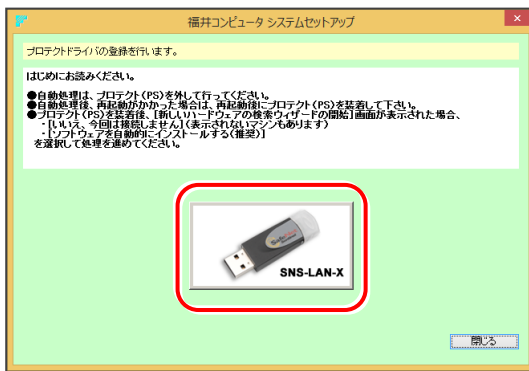 福井コンピュータ システムセットアップ
プロテクトドライバの登録を行います。
はじめにお読みください。
●自動処理は、プロテクト(PS)を外して行ってください。
●自動処理後、再起動がかかった場合は、再起動後にプロテクト(PS)を装着して下さい。
●プロテクト(PS)を装着後、[新しいハードウェアの検索ウィザードの開始]画面が表示された場合、
・[いいえ、今回は接続しません](表示されないマシンもあります)
・[ソフトウェアを自動的にインストールする(推奨)]
を選択して処理を進めてください。
SNS-LAN-X
閉じる